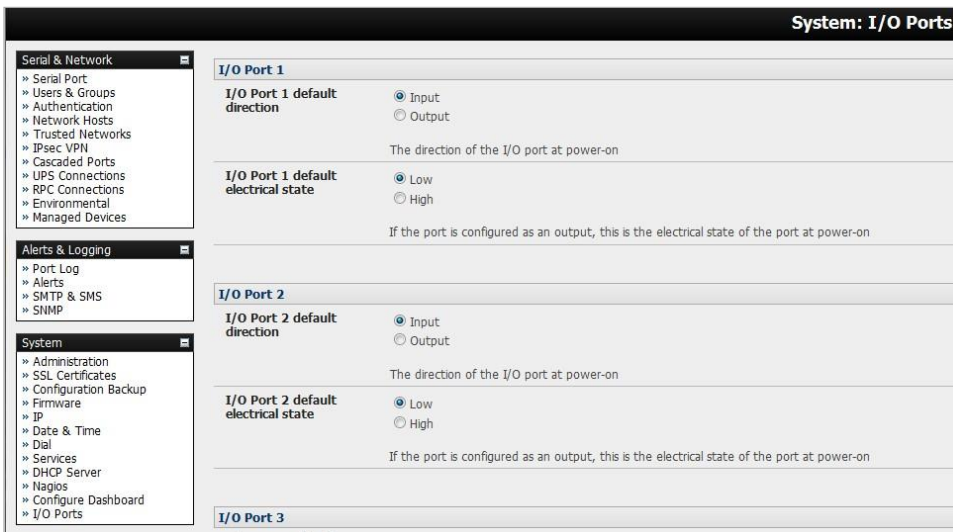 System: I/O Ports
Serial & Network
» Serial Port
» Users & Groups
» Authentication
» Network Hosts
» Trusted Networks
» IPsec VPN
» Cascaded Ports
» UPS Connections
» RPC Connections
» Environmental
» Managed Devices
Alerts & Logging
» Port Log
» Alerts
» SMTP & SMS
» SNMP
System
» Administration
» SSL Certificates
» Configuration Backup
» Firmware
» IP
» Date & Time
» Dial
» Services
» DHCP Server
» Nagios
» Configure Dashboard
» I/O Ports
I/O Port 1
I/O Port 1 default
direction
Input
Output
The direction of the I/O port at power-on
I/O Port 1 default
electrical state
Low
High
If the port is configured as an output, this is the electrical state of the port at power-on
I/O Port 2
I/O Port 2 default
direction
Input
Output
The direction of the I/O port at power-on
I/O Port 2 default
electrical state
Low
High
If the port is configured as an output, this is the electrical state of the port at power-on
I/O Port 3